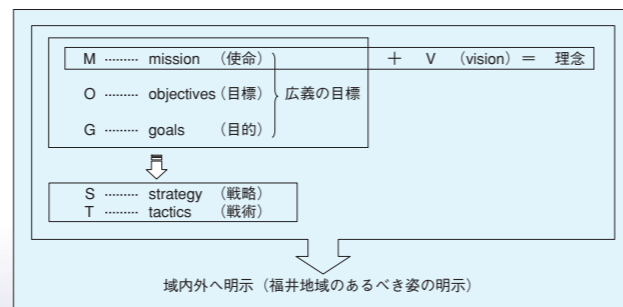 M ……… mission （使命） ＋ V （vision）＝ 理念
O ……… objectives（目標） 広義の目標
G ……… goals （目的）
S ……… strategy （戦略）
T ……… tactics （戦術）
域内外へ明示（福井地域のあるべき姿の明示）